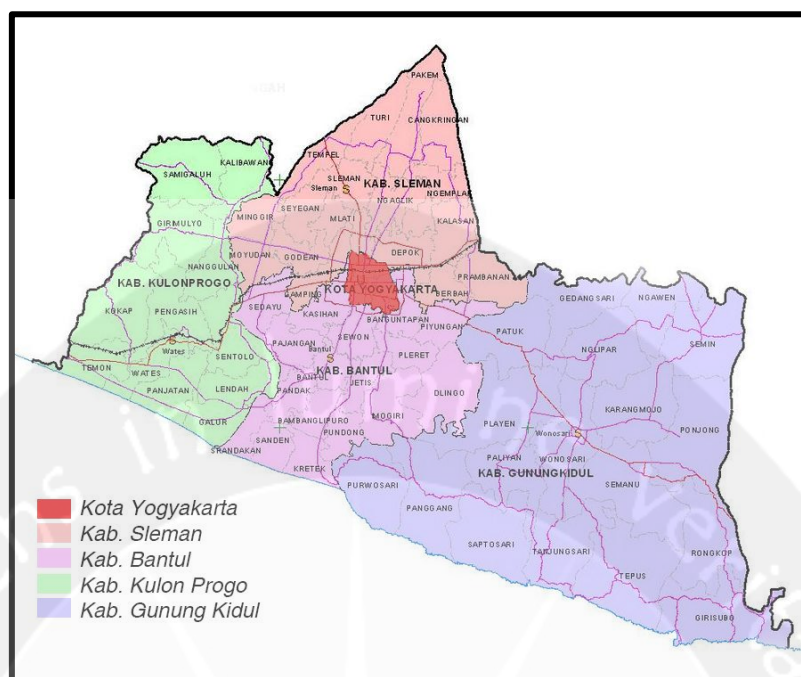 PAKEM
TURI
CANGKRINGAN
TEMPEL
KALIBAWAN
SAMIGALUH
SLEMAN
Sleman
S
KAB. SLEMAN
NGEMPLAK
NGAGLIK
SEYEGAN
MINGGIR
MLATI
KALASAN
GIRIMULYO
MOYUDAN
GODEAN
DEPOK
NANGGULAN
KAB. KULONPROGO
PRAMBANAN
KOTA YOGYAKARTA
GAMPING
BERBAH
GEDANGSARI
NGAWEN
SEDAYU
KASIHAN
BANGUNTAPAN
KOKAP
PENGASIH
PIYUNGAN
PATUK
SEMIN
SEWON
NGLIPAR
PAJANGAN
Wates
S
SENTOLO
Bantul
S
PLERET
TEMON
WATES
KAB. BANTUL
BANTUL
JETIS
PANJATAN
LENDAH
PANDAK
DLINGO
KARANGMOJO
GALUR
BAMBANGLIPURO
MOGIRI
PLAYEN
PONJONG
SANDEN
PUNDONG
Wonosari
S
SRANDAKAN
PALIYAN
WONOSARI
KRETEK
KAB. GUNUNGKIDUL
PURWOSARI
SEMANU
PANGGANG
SAPTOSARI
TANJUNGSARI
RONGKOP
TEPUS
GIRISUBO
Kota Yogyakarta
Kab. Sleman
Kab. Bantul
Kab. Kulon Progo
Kab. Gunung Kidul